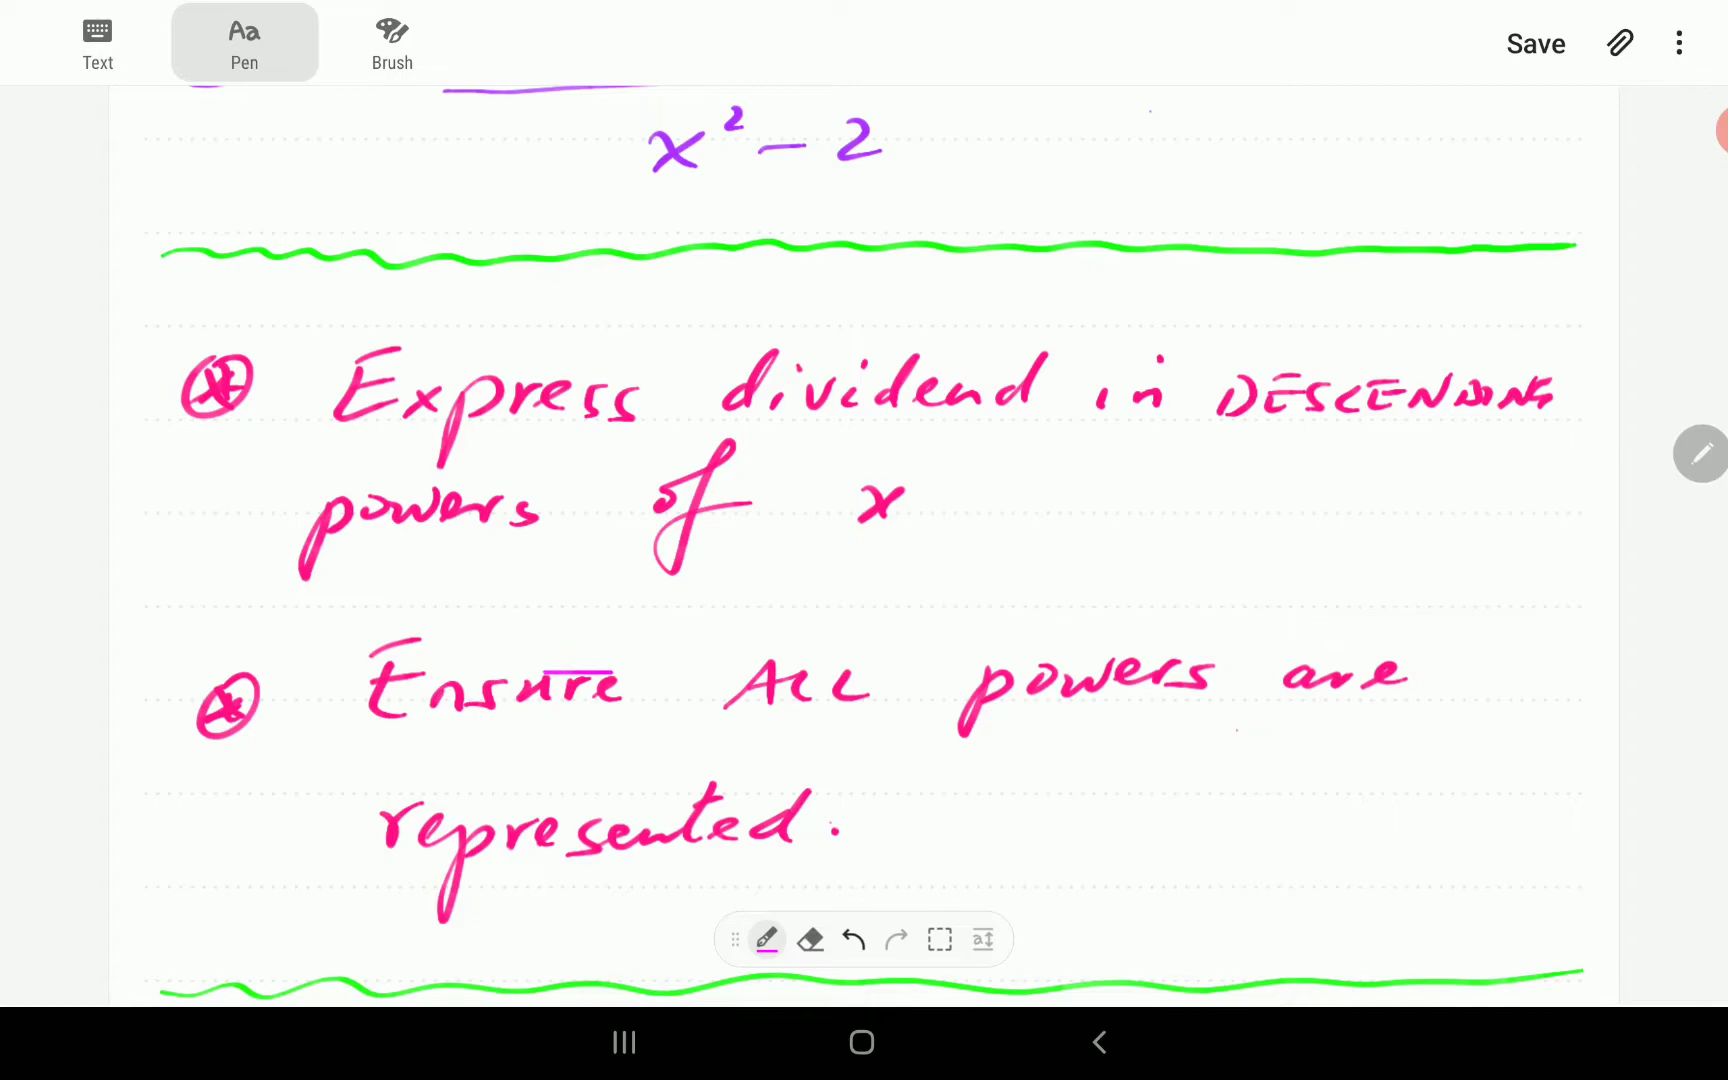 Text Pen Brush Save
x² - 2
Express dividend in DESCENDING
powers of x
Ensure ALL powers are
represented.